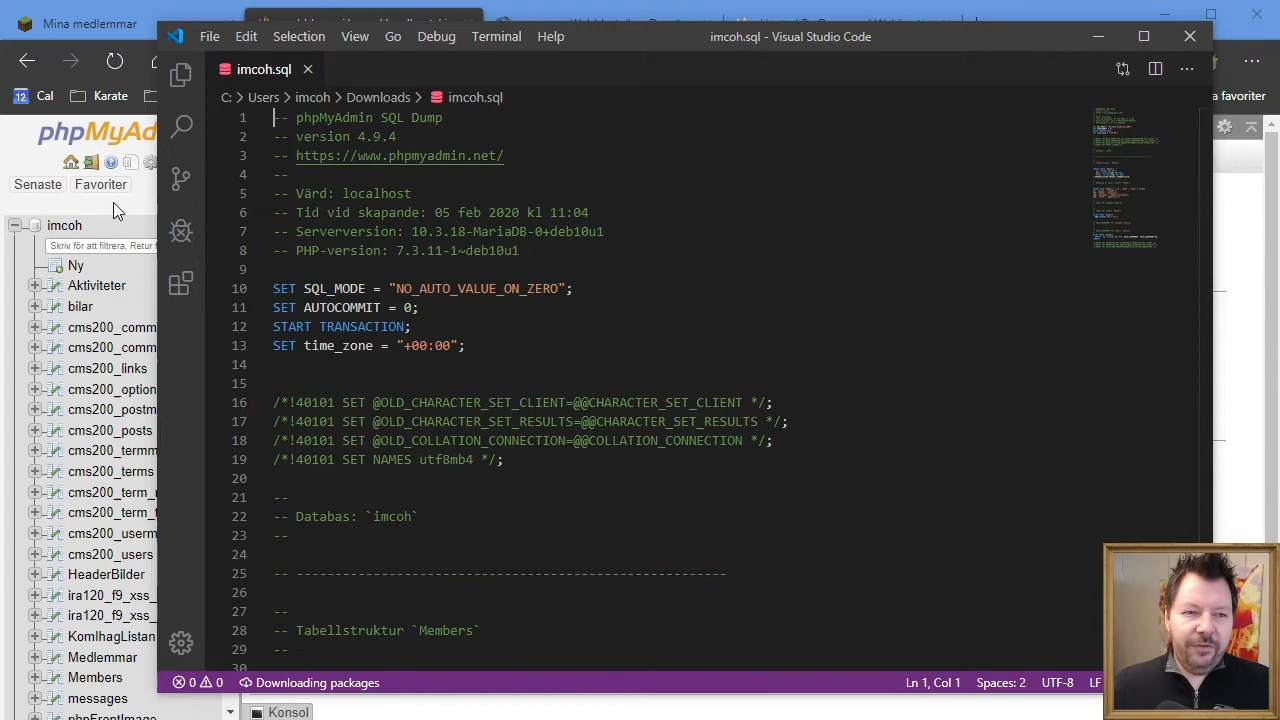 Mina medlemmar
12 Cal Karate
a favoriter
phpMyAd
Senaste Favoriter
imcoh
Skriv för att filtrera, Retur f
Ny
Aktiviteter
bilar
cms200_comm
cms200_comm
cms200_links
cms200_option
cms200_postm
cms200_posts
cms200_termm
cms200_terms
cms200_term_
cms200_term_t
cms200_userm
cms200_users
HeaderBilder
ira120_f9_xss_
ira120_f9_xss_
KomIhagListan
Medlemmar
Members
messages
phpFrontImage
Konsol
File Edit Selection View Go Debug Terminal Help
imcoh.sql - Visual Studio Code
imcoh.sql
C: > Users > imcoh > Downloads > imcoh.sql
1 -- phpMyAdmin SQL Dump
2 -- version 4.9.4
3 -- https://www.phpmyadmin.net/
4 --
5 -- Värd: localhost
6 -- Tid vid skapande: 05 feb 2020 kl 11:04
7 -- Serverversion: 10.3.18-MariaDB-0+deb10u1
8 -- PHP-version: 7.3.11-1~deb10u1
9
10 SET SQL_MODE = "NO_AUTO_VALUE_ON_ZERO";
11 SET AUTOCOMMIT = 0;
12 START TRANSACTION;
13 SET time_zone = "+00:00";
14
15
16 /*!40101 SET @OLD_CHARACTER_SET_CLIENT=@@CHARACTER_SET_CLIENT */;
17 /*!40101 SET @OLD_CHARACTER_SET_RESULTS=@@CHARACTER_SET_RESULTS */;
18 /*!40101 SET @OLD_COLLATION_CONNECTION=@@COLLATION_CONNECTION */;
19 /*!40101 SET NAMES utf8mb4 */;
20
21 --
22 -- Databas: `imcoh`
23 --
24
25 -- --------------------------------------------------------
26
27 --
28 -- Tabellstruktur `Members`
29 --
30
0 0 Downloading packages
Ln 1, Col 1 Spaces: 2 UTF-8 LF